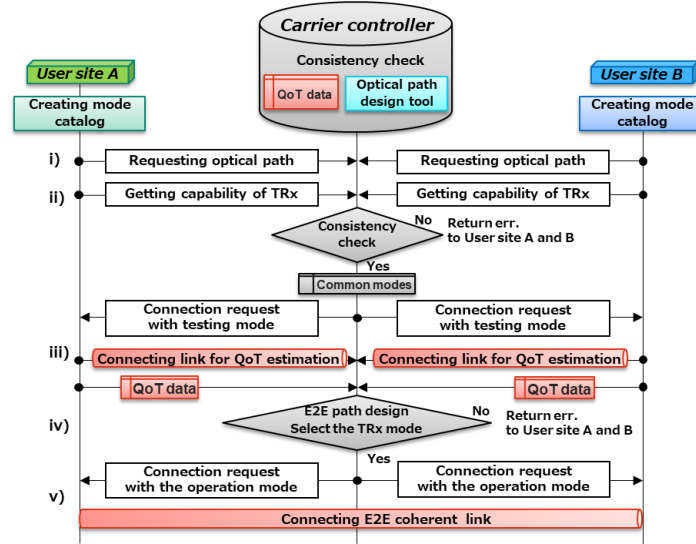 Carrier controller
Consistency check
QoT data
Optical path
design tool
User site A
User site B
Creating mode
catalog
Creating mode
catalog
i)
Requesting optical path
Requesting optical path
ii)
Getting capability of TRx
Getting capability of TRx
Consistency
check
No
Return err.
to User site A and B
Yes
Common modes
Connection request
with testing mode
Connection request
with testing mode
iii)
Connecting link for QoT estimation
Connecting link for QoT estimation
QoT data
QoT data
iv)
E2E path design
Select the TRx mode
No
Return err.
to User site A and B
Yes
Connection request
with the operation mode
Connection request
with the operation mode
v)
Connecting E2E coherent link